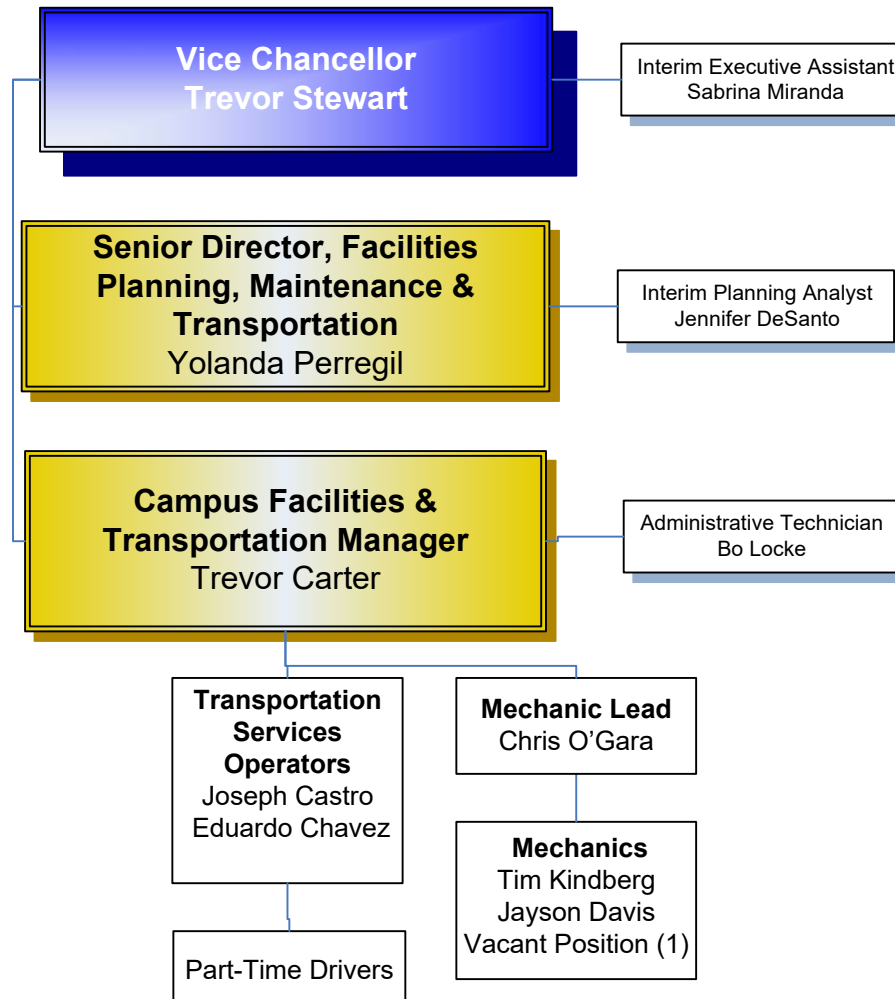 Vice Chancellor
Trevor Stewart
Interim Executive Assistant
Sabrina Miranda
Senior Director, Facilities
Planning, Maintenance &
Transportation
Yolanda Perregil
Interim Planning Analyst
Jennifer DeSanto
Campus Facilities &
Transportation Manager
Trevor Carter
Administrative Technician
Bo Locke
Transportation
Services
Operators
Joseph Castro
Eduardo Chavez
Mechanic Lead
Chris O’Gara
Mechanics
Tim Kindberg
Jayson Davis
Vacant Position (1)
Part-Time Drivers